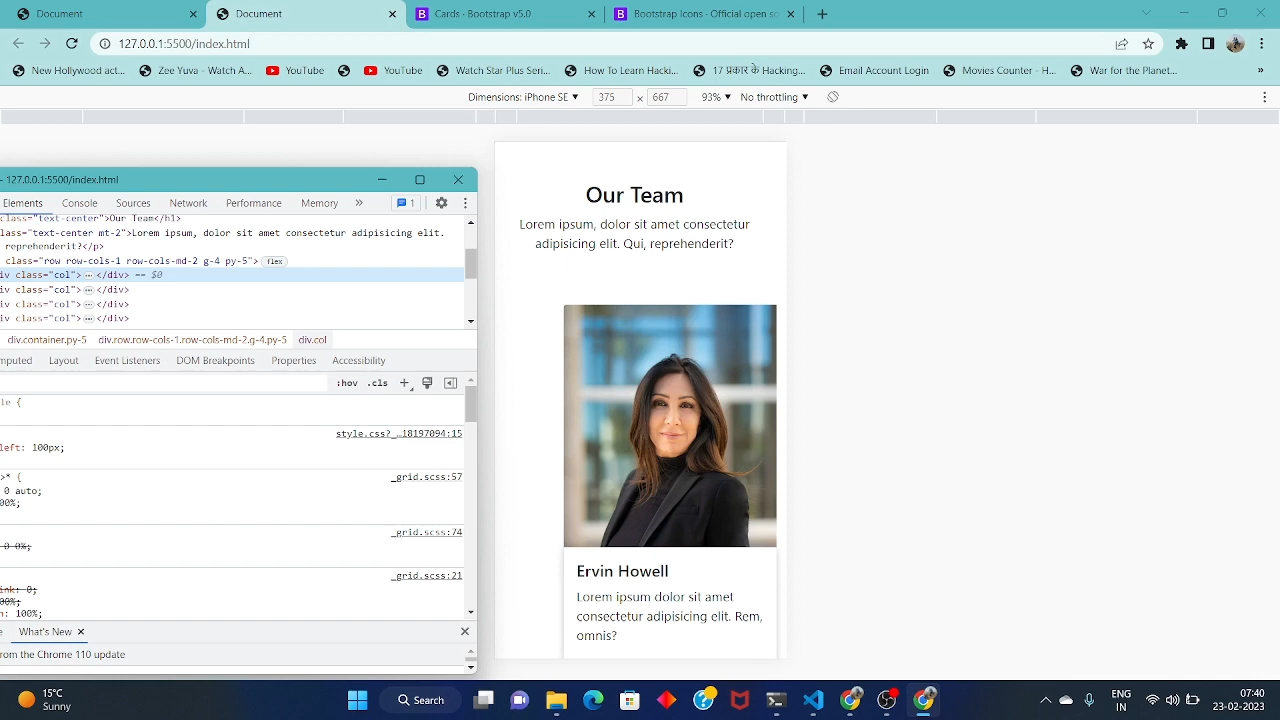 Document
Document
Cards · Bootstrap v5.0
Bootstrap Icons · Official open so
127.0.0.1:5500/index.html
New Hollywood act...
Zee Yuva - Watch A...
YouTube
YouTube
Watch Star Plus Seri...
How To Learn Hacki...
17 प्रकार के Hacking...
Email Account Login
Movies Counter - H...
War for the Planet...
»
Dimensions: iPhone SE ▼
375 × 667
93% ▼
No throttling ▼
- 127.0.0.1:5500/index.html
Elements
Console
Sources
Network
Performance
Memory
»
1
class="text-center">Our Team</h1>
class="text-center mt-2">Lorem ipsum, dolor sit amet consectetur adipisicing elit.
reprehenderit?</p>
class="row row-cols-1 row-cols-md-2 g-4 py-5"> flex
iv class="col"> ⋯ </div> == $0
iv class="col"> ⋯ </div>
iv class="col"> ⋯ </div>
iv class="col"> ⋯ </div>
div.container.py-5
div.row.row-cols-1.row-cols-md-2.g-4.py-5
div.col
mputed
Layout
Event Listeners
DOM Breakpoints
Properties
Accessibility
:hov .cls +
le {
style.css?_…18197094:15
left: 100px;
>* {
_grid.scss:57
0 auto;
00%;
_grid.scss:74
0 0%;
_grid.scss:21
ink: 0;
00%;
h: 100%;
e
What's New ✕
rom the Chrome 110 update
Our Team
Lorem ipsum, dolor sit amet consectetur
adipisicing elit. Qui, reprehenderit?
Ervin Howell
Lorem ipsum dolor sit amet
consectetur adipisicing elit. Rem,
omnis?
15°C
Sunny
Search
ENG
IN
07:40
23-02-2023